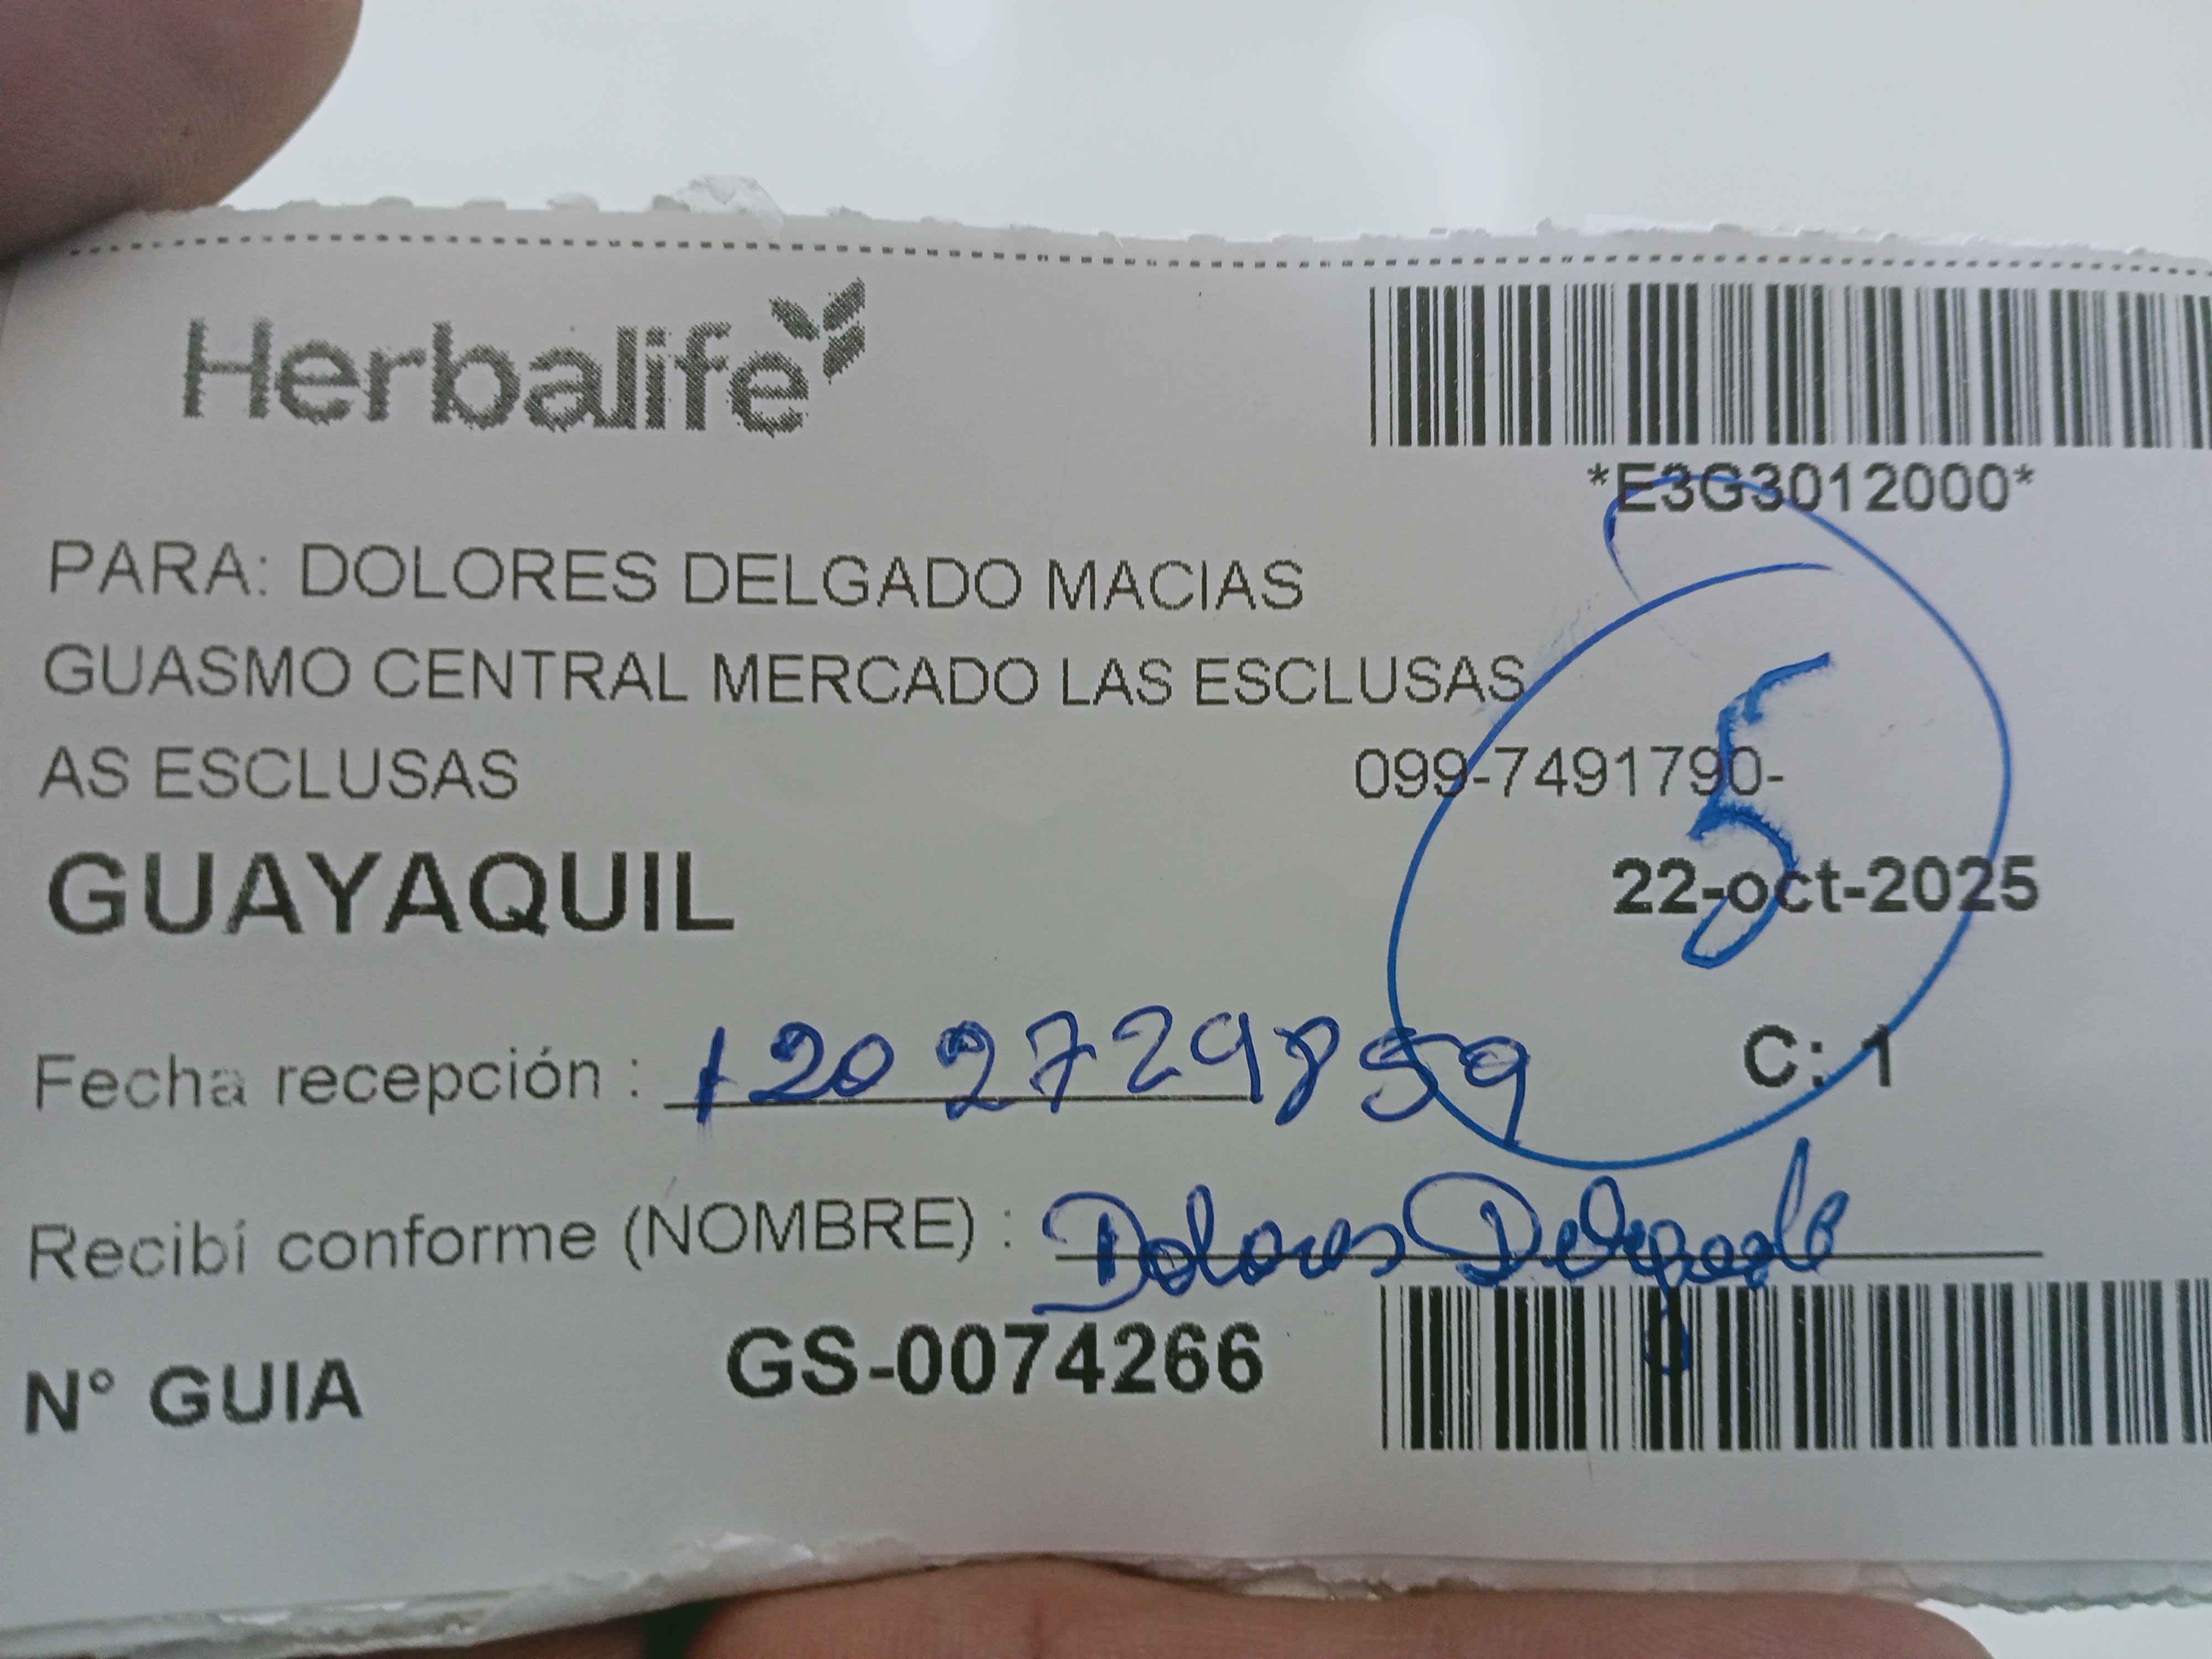 Herbalife
*E3G3012000*
PARA: DOLORES DELGADO MACIAS
GUASMO CENTRAL MERCADO LAS ESCLUSAS
AS ESCLUSAS 099-7491790-
5
GUAYAQUIL 22-oct-2025
C: 1
Fecha recepción : 1202729859
Recibí conforme (NOMBRE) : Dolores Delgado
N° GUIA GS-0074266